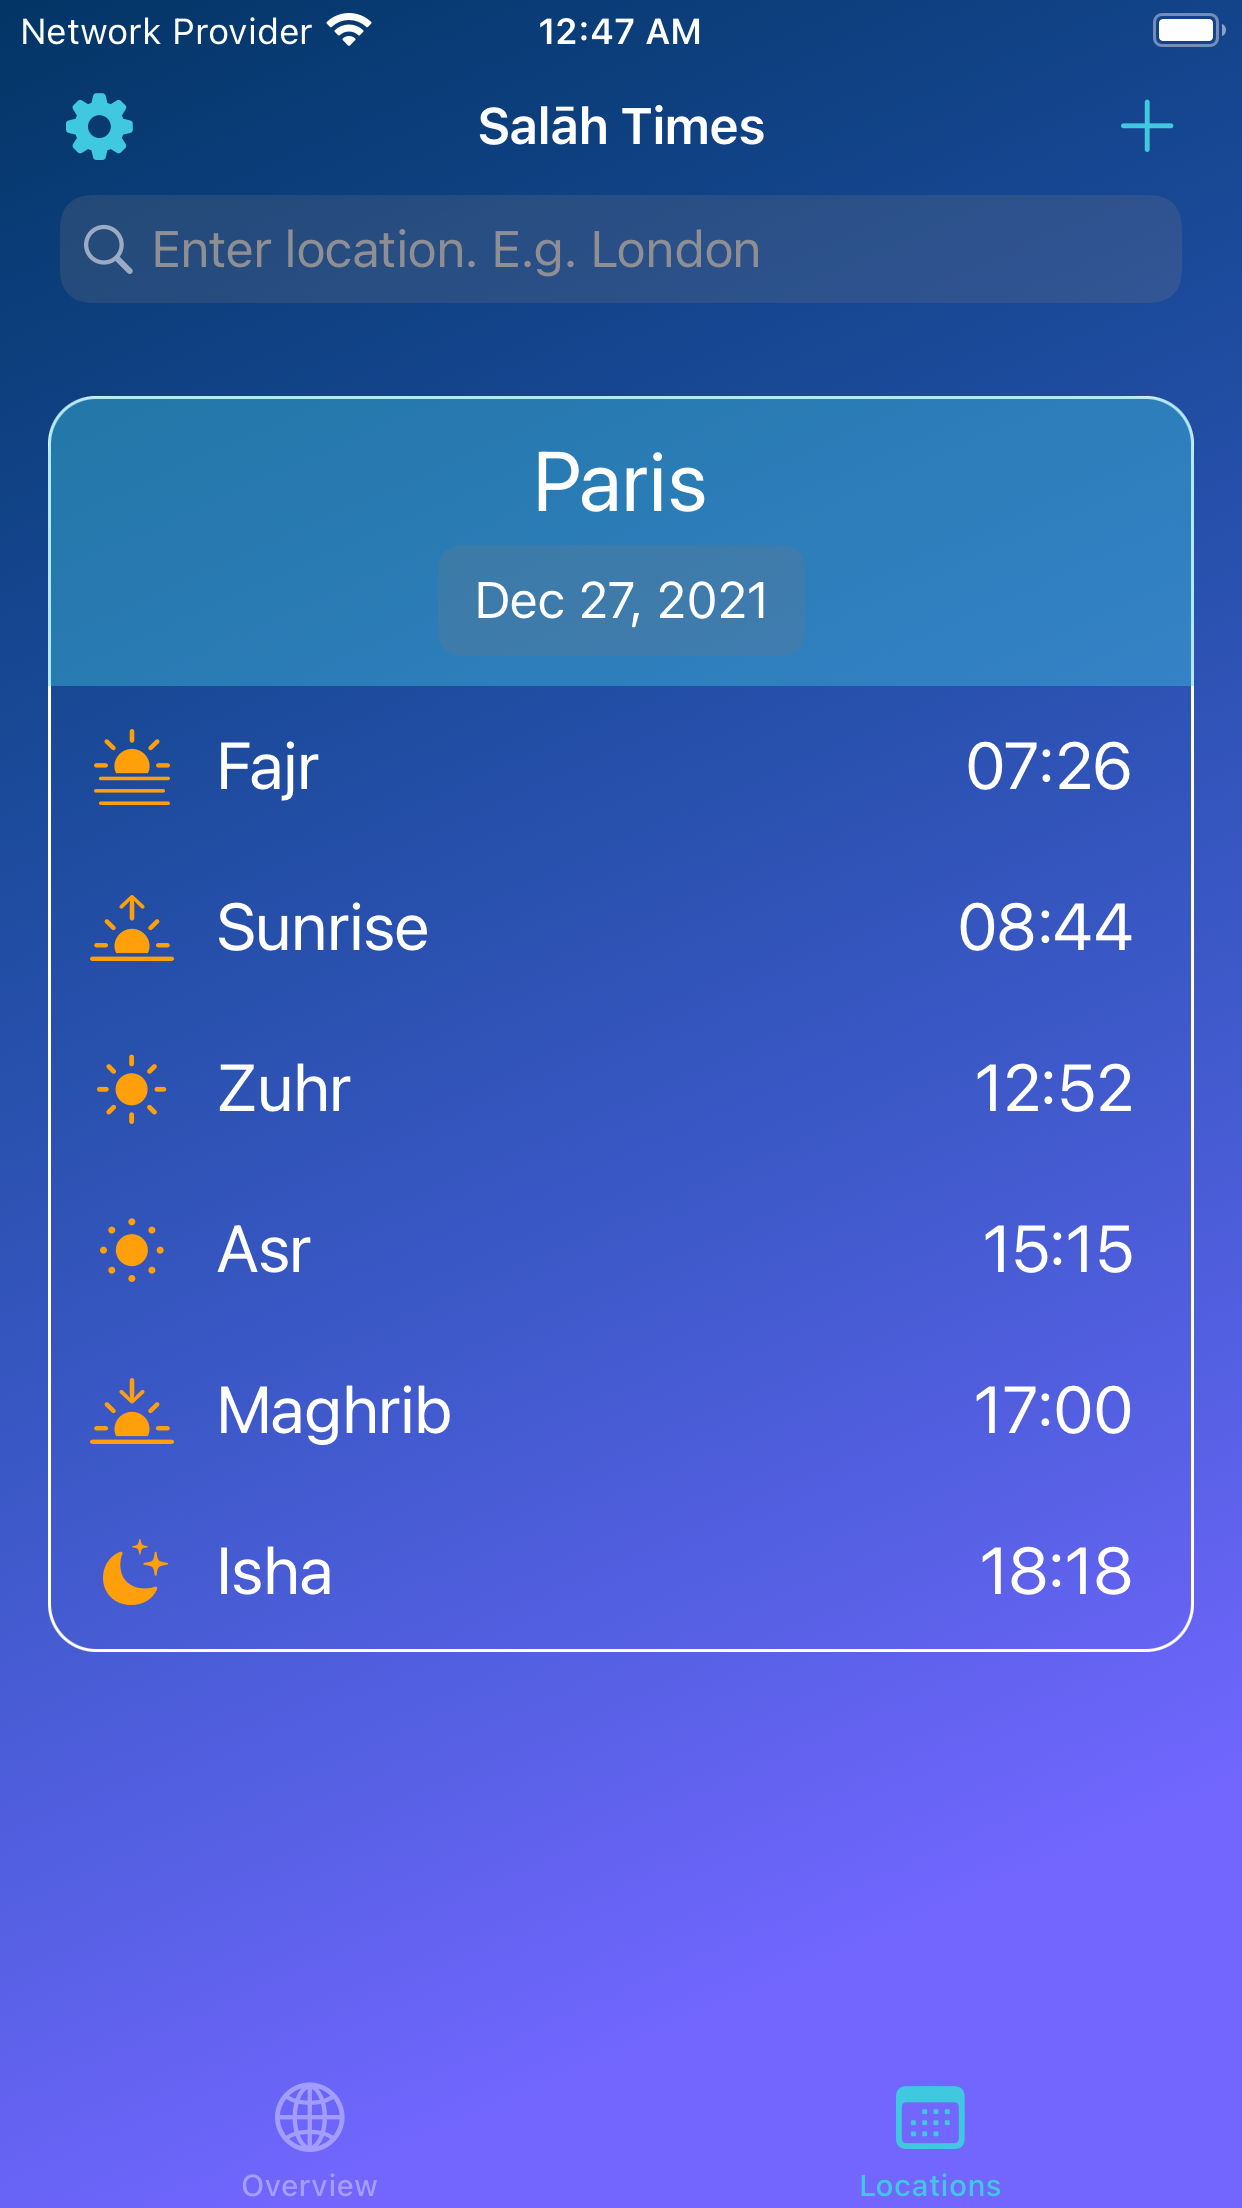 Network Provider 12:47 AM
Salāh Times
Enter location. E.g. London
Paris
Dec 27, 2021
Fajr 07:26
Sunrise 08:44
Zuhr 12:52
Asr 15:15
Maghrib 17:00
Isha 18:18
Overview Locations